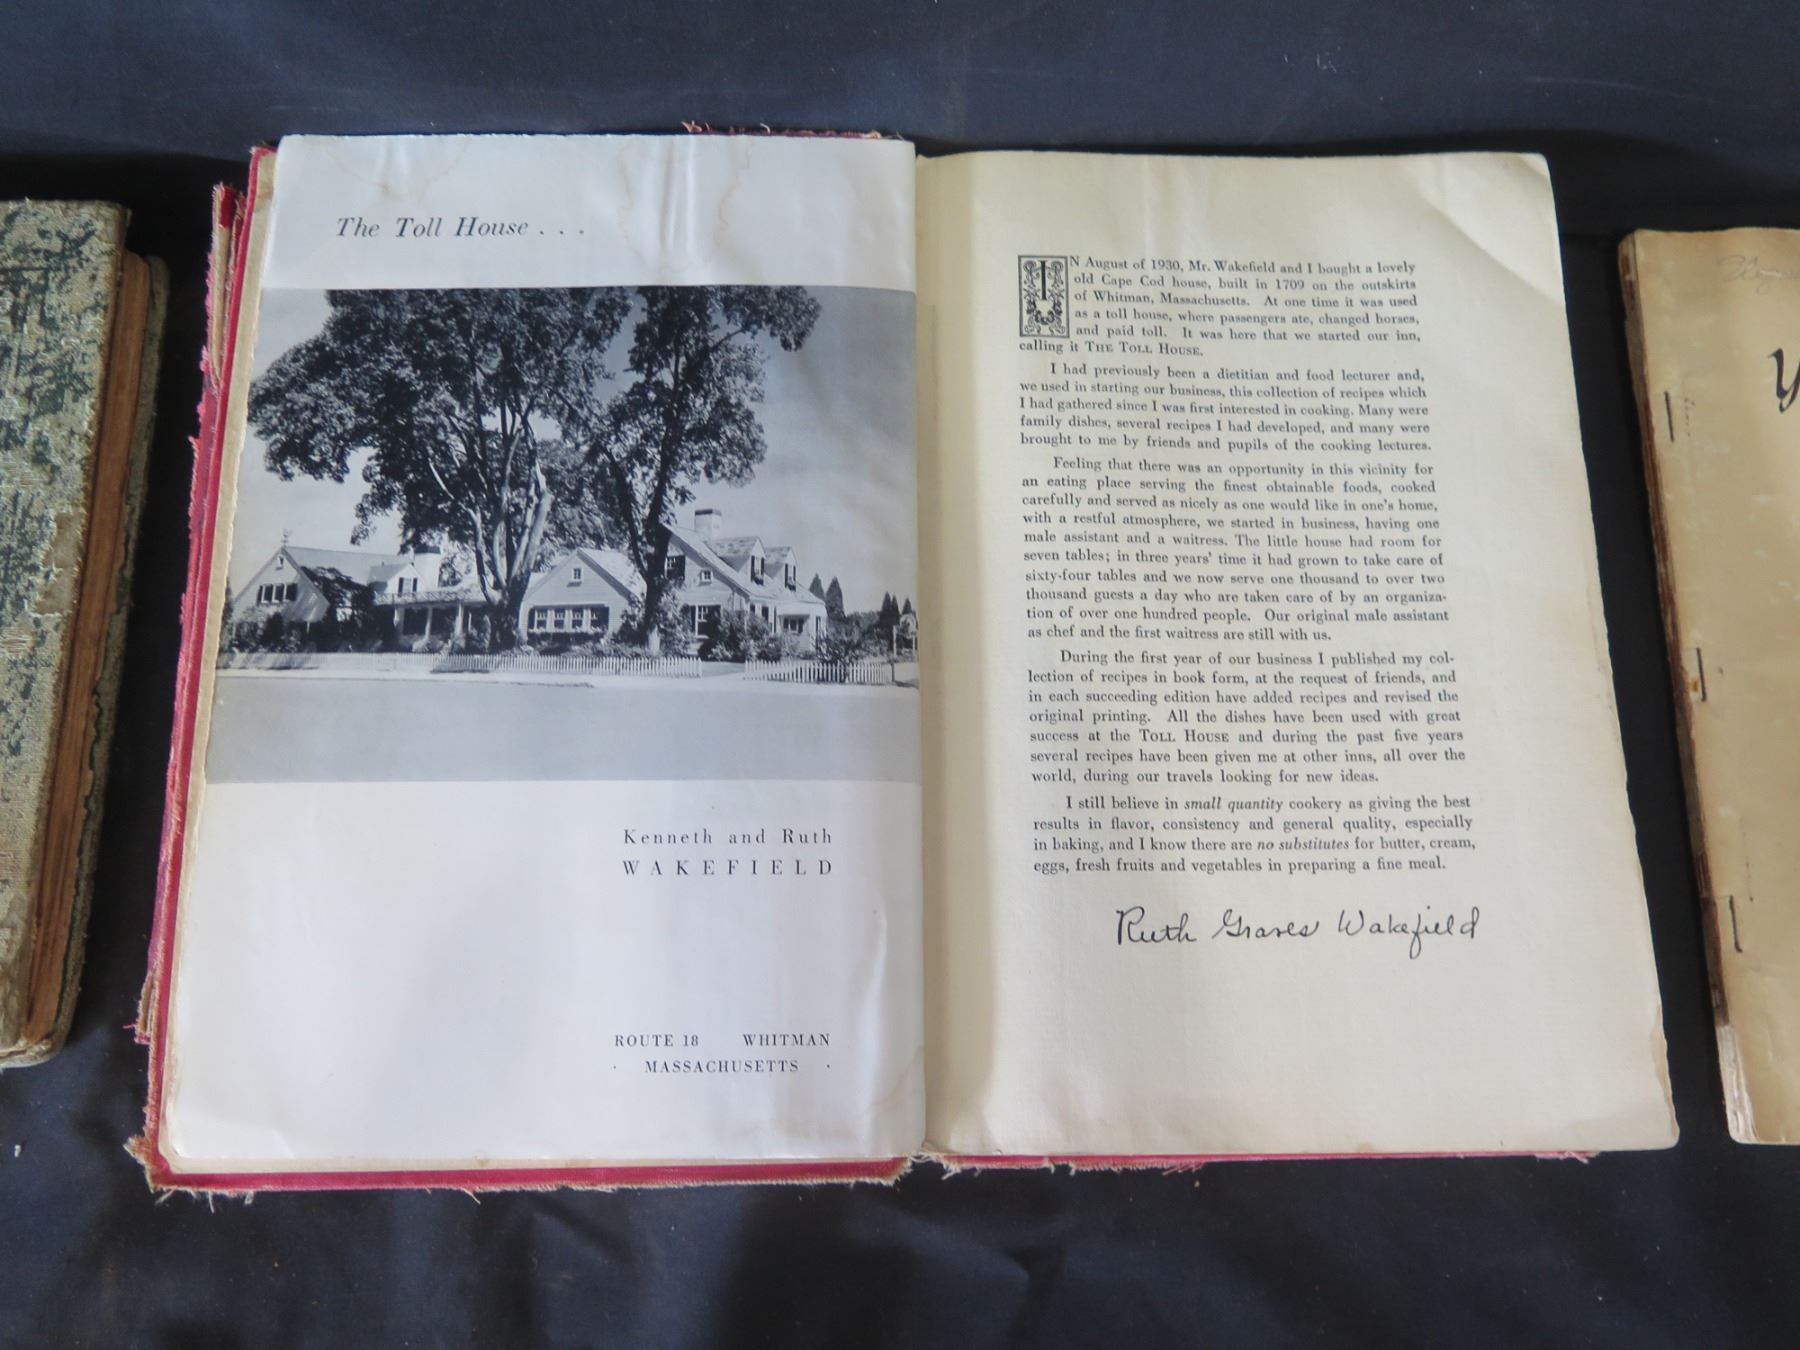 The Toll House . . .
Kenneth and Ruth
WAKEFIELD
ROUTE 18 WHITMAN
· MASSACHUSETTS ·
IN August of 1930, Mr. Wakefield and I bought a lovely
old Cape Cod house, built in 1709 on the outskirts
of Whitman, Massachusetts. At one time it was used
as a toll house, where passengers ate, changed horses,
and paid toll. It was here that we started our inn,
calling it THE TOLL HOUSE.
I had previously been a dietitian and food lecturer and,
we used in starting our business, this collection of recipes which
I had gathered since I was first interested in cooking. Many were
family dishes, several recipes I had developed, and many were
brought to me by friends and pupils of the cooking lectures.
Feeling that there was an opportunity in this vicinity for
an eating place serving the finest obtainable foods, cooked
carefully and served as nicely as one would like in one's home,
with a restful atmosphere, we started in business, having one
male assistant and a waitress. The little house had room for
seven tables; in three years' time it had grown to take care of
sixty-four tables and we now serve one thousand to over two
thousand guests a day who are taken care of by an organiza-
tion of over one hundred people. Our original male assistant
as chef and the first waitress are still with us.
During the first year of our business I published my col-
lection of recipes in book form, at the request of friends, and
in each succeeding edition have added recipes and revised the
original printing. All the dishes have been used with great
success at the TOLL HOUSE and during the past five years
several recipes have been given me at other inns, all over the
world, during our travels looking for new ideas.
I still believe in small quantity cookery as giving the best
results in flavor, consistency and general quality, especially
in baking, and I know there are no substitutes for butter, cream,
eggs, fresh fruits and vegetables in preparing a fine meal.
Ruth Graves Wakefield